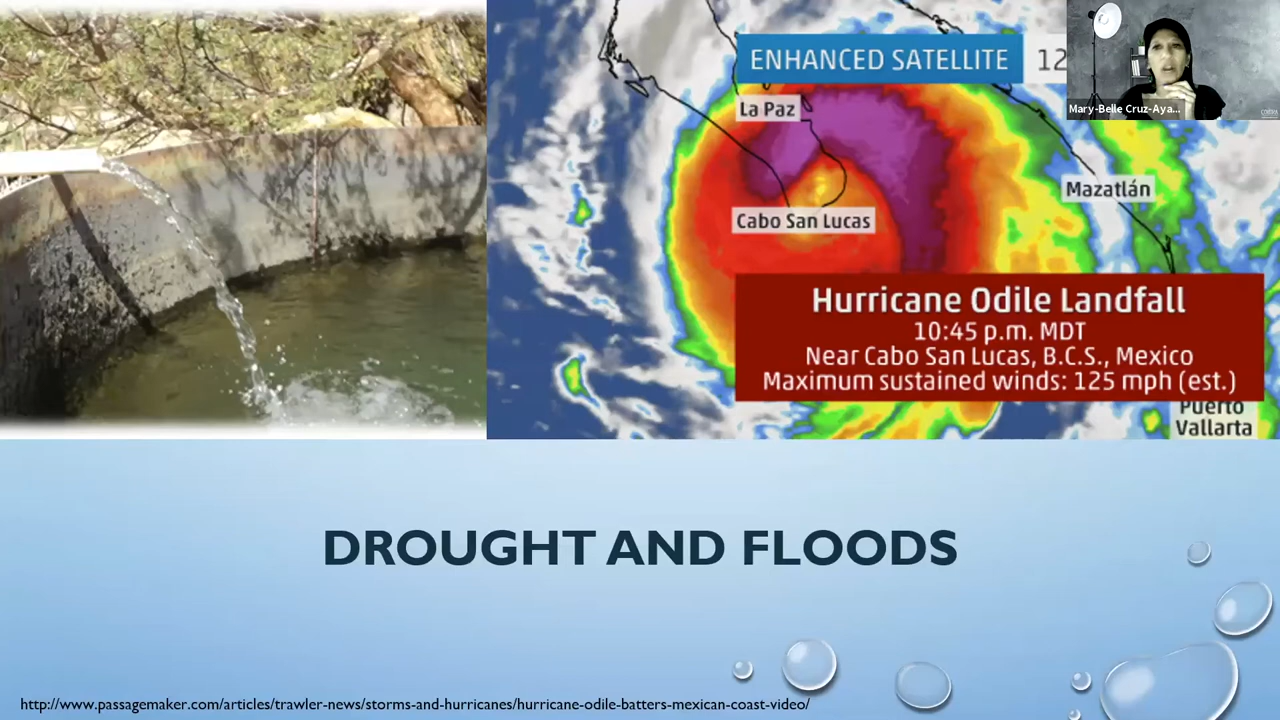 ENHANCED SATELLITE 12
Mary-Belle Cruz-Aya...
La Paz
Mazatlán
Cabo San Lucas
Hurricane Odile Landfall
10:45 p.m. MDT
Near Cabo San Lucas, B.C.S., Mexico
Maximum sustained winds: 125 mph (est.)
Puerto
Vallarta
DROUGHT AND FLOODS
http://www.passagemaker.com/articles/trawler-news/storms-and-hurricanes/hurricane-odile-batters-mexican-coast-video/